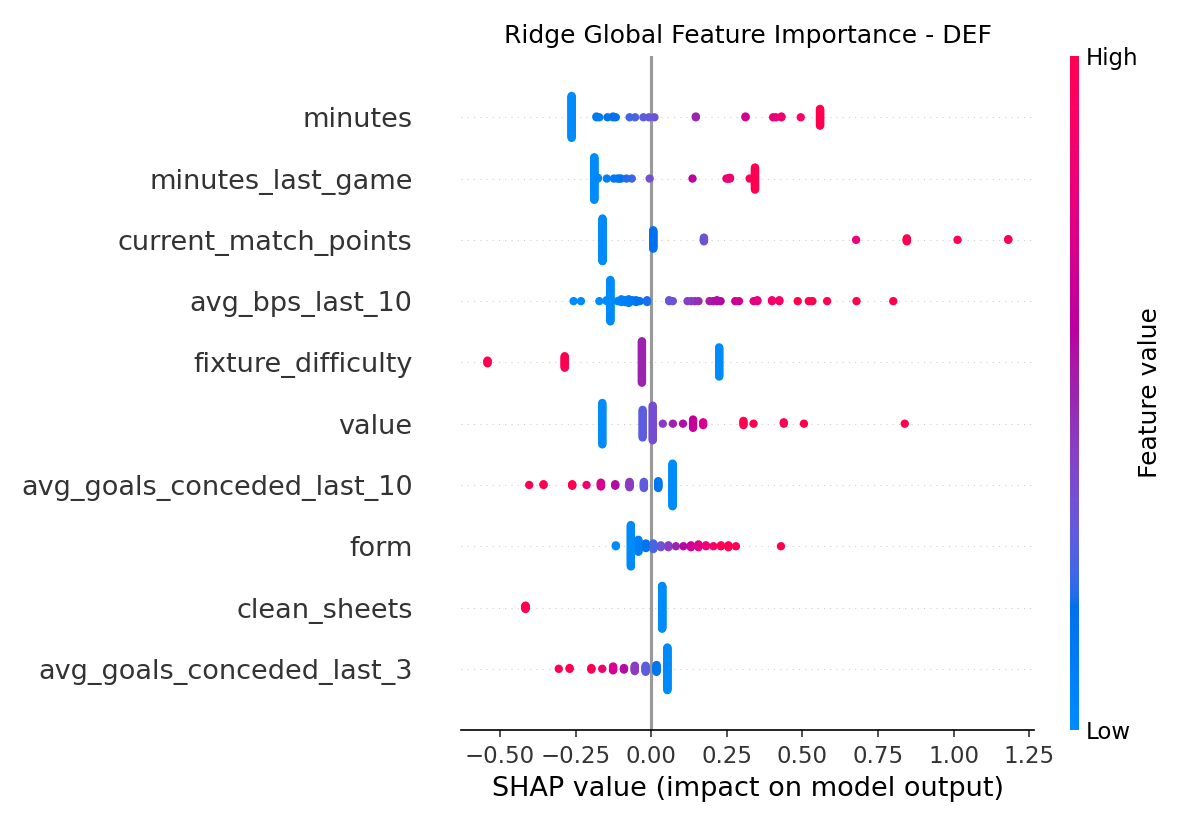 Ridge Global Feature Importance - DEF
High
minutes
minutes_last_game
current_match_points
avg_bps_last_10
fixture_difficulty
value
avg_goals_conceded_last_10
form
clean_sheets
avg_goals_conceded_last_3
Feature value
Low
−0.50 −0.25 0.00 0.25 0.50 0.75 1.00 1.25
SHAP value (impact on model output)